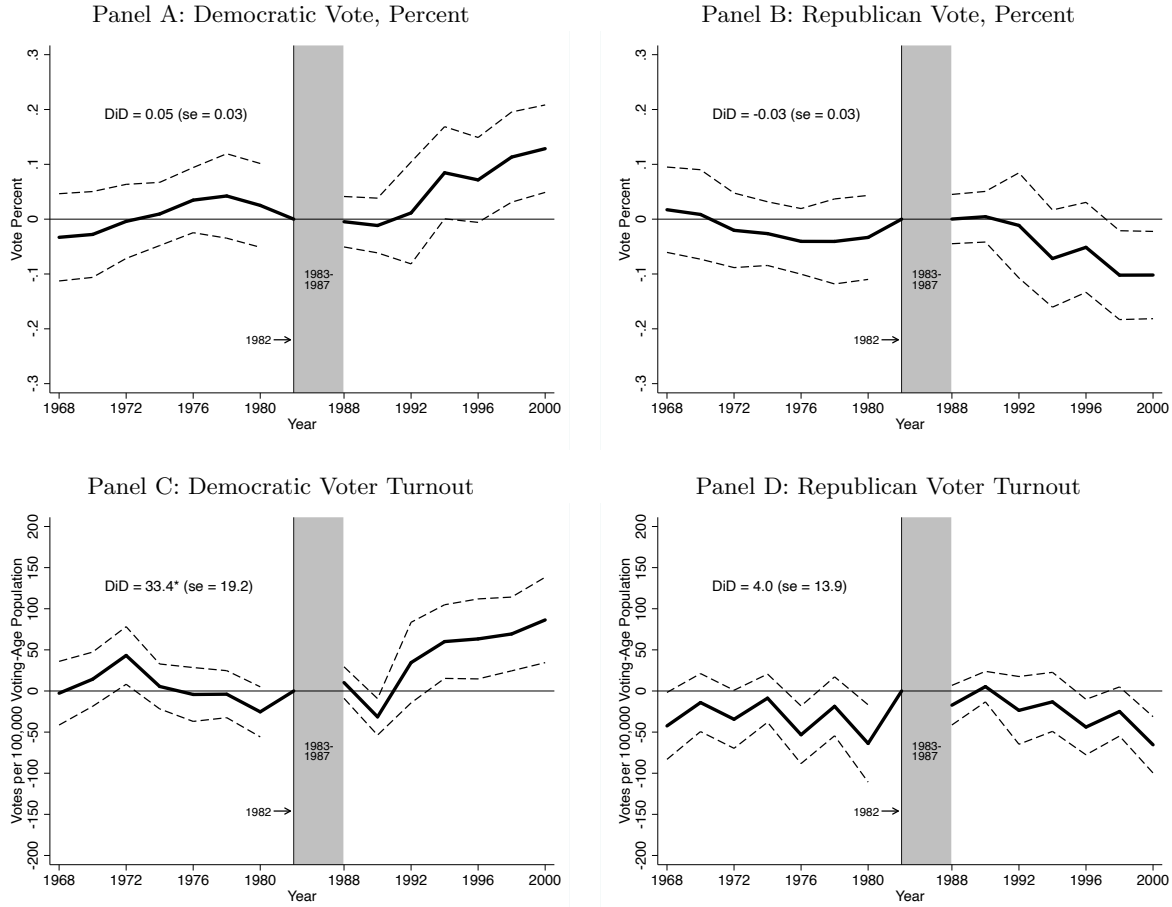 Panel A: Democratic Vote, Percent
Vote Percent
.3
.2
.1
0
-.1
-.2
-.3
DiD = 0.05 (se = 0.03)
1983-
1987
1982
1968 1972 1976 1980 1988 1992 1996 2000
Year
Panel B: Republican Vote, Percent
Vote Percent
.3
.2
.1
0
-.1
-.2
-.3
DiD = -0.03 (se = 0.03)
1983-
1987
1982
1968 1972 1976 1980 1988 1992 1996 2000
Year
Panel C: Democratic Voter Turnout
Votes per 100,000 Voting-Age Population
200
150
100
50
0
-50
-100
-150
-200
DiD = 33.4* (se = 19.2)
1983-
1987
1982
1968 1972 1976 1980 1988 1992 1996 2000
Year
Panel D: Republican Voter Turnout
Votes per 100,000 Voting-Age Population
200
150
100
50
0
-50
-100
-150
-200
DiD = 4.0 (se = 13.9)
1983-
1987
1982
1968 1972 1976 1980 1988 1992 1996 2000
Year